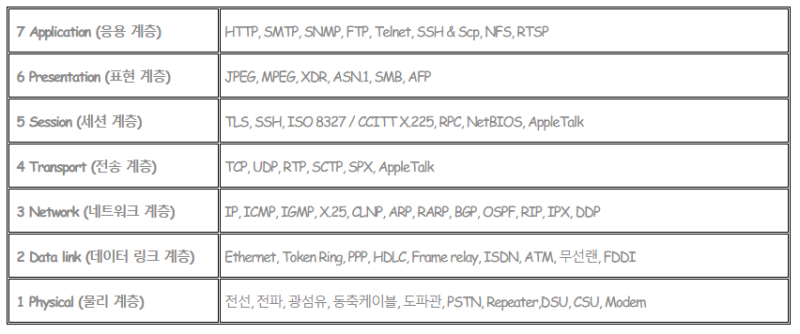 7 Application (응용 계층) HTTP, SMTP, SNMP, FTP, Telnet, SSH & Scp, NFS, RTSP
6 Presentation (표현 계층) JPEG, MPEG, XDR, ASN.1, SMB, AFP
5 Session (세션 계층) TLS, SSH, ISO 8327 / CCITT X.225, RPC, NetBIOS, AppleTalk
4 Transport (전송 계층) TCP, UDP, RTP, SCTP, SPX, AppleTalk
3 Network (네트워크 계층) IP, ICMP, IGMP, X.25, CLNP, ARP, RARP, BGP, OSPF, RIP, IPX, DDP
2 Data link (데이터 링크 계층) Ethernet, Token Ring, PPP, HDLC, Frame relay, ISDN, ATM, 무선랜, FDDI
1 Physical (물리 계층) 전선, 전파, 광섬유, 동축케이블, 도파관, PSTN, Repeater,DSU, CSU, Modem